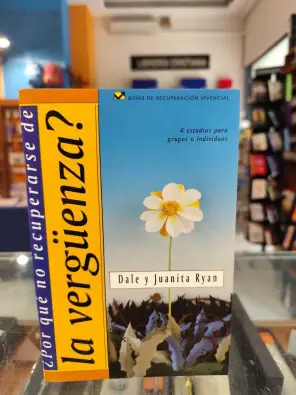 ¿Por qué no recuperarse de
la vergüenza?
GUÍAS DE RECUPERACIÓN VIVENCIAL
6 estudios para
grupos o individuos
Dale y Juanita Ryan